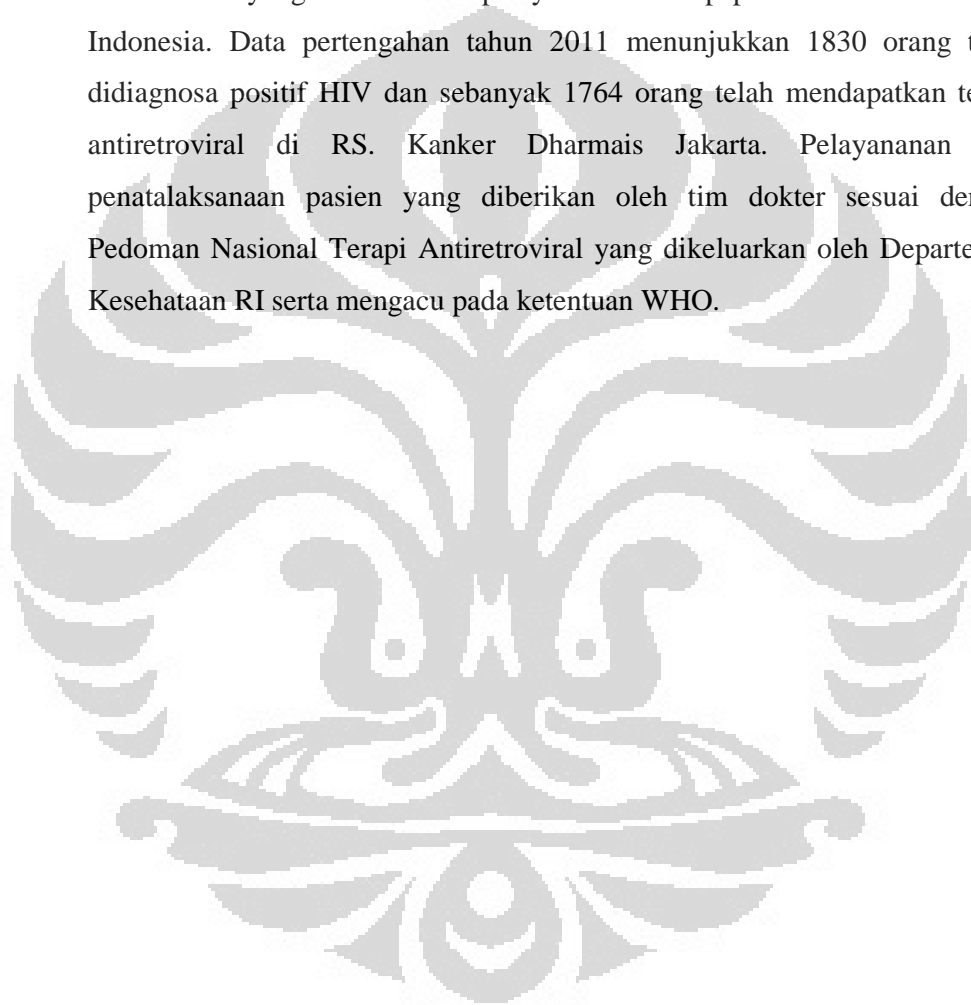 Indonesia. Data pertengahan tahun 2011 menunjukkan 1830 orang
didiagnosa positif HIV dan sebanyak 1764 orang telah mendapatkan
antiretroviral di RS. Kanker Dharmais Jakarta. Pelayananan
penatalaksanaan pasien yang diberikan oleh tim dokter sesuai
Pedoman Nasional Terapi Antiretroviral yang dikeluarkan oleh
Kesehataan RI serta mengacu pada ketentuan WHO.